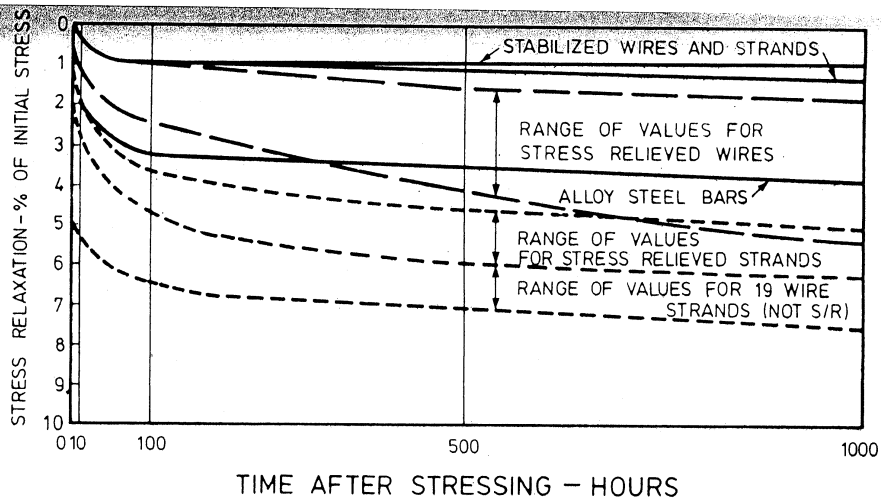 STRESS RELAXATION-% OF INITIAL STRESS
0
1
2
3
4
5
6
7
8
9
10
STABILIZED WIRES AND STRANDS
RANGE OF VALUES FOR
STRESS RELIEVED WIRES
ALLOY STEEL BARS
RANGE OF VALUES
FOR STRESS RELIEVED STRANDS
RANGE OF VALUES FOR 19 WIRE
STRANDS (NOT S/R)
0 10 100 500 1000
TIME AFTER STRESSING – HOURS